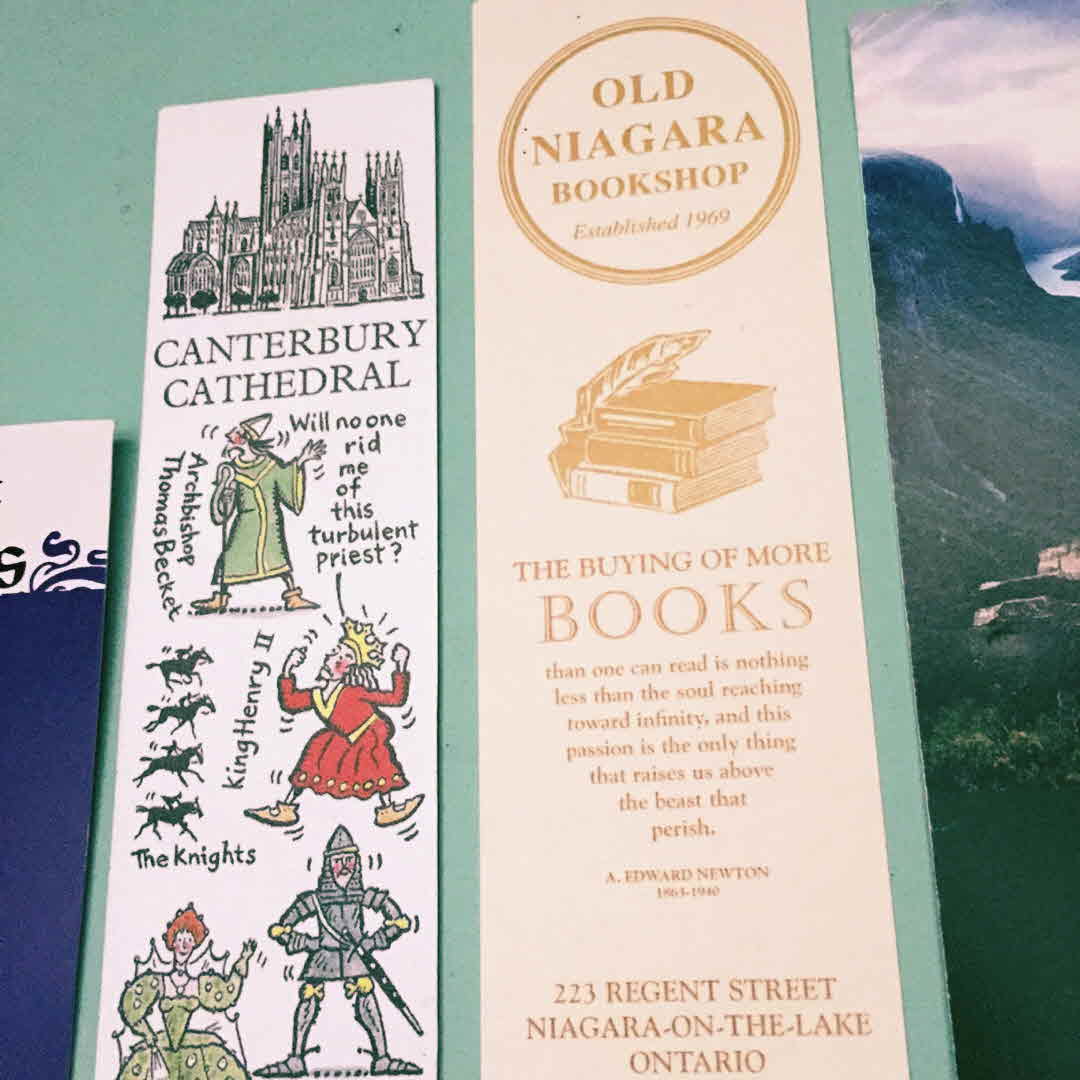 CANTERBURY
CATHEDRAL
Will no one
rid
me
of
this
turbulent
priest?
Archbishop
Thomas Becket
King Henry II
The Knights
OLD
NIAGARA
BOOKSHOP
Established 1969
THE BUYING OF MORE
BOOKS
than one can read is nothing
less than the soul reaching
toward infinity, and this
passion is the only thing
that raises us above
the beast that
perish.
A. EDWARD NEWTON
1863-1940
223 REGENT STREET
NIAGARA-ON-THE-LAKE
ONTARIO